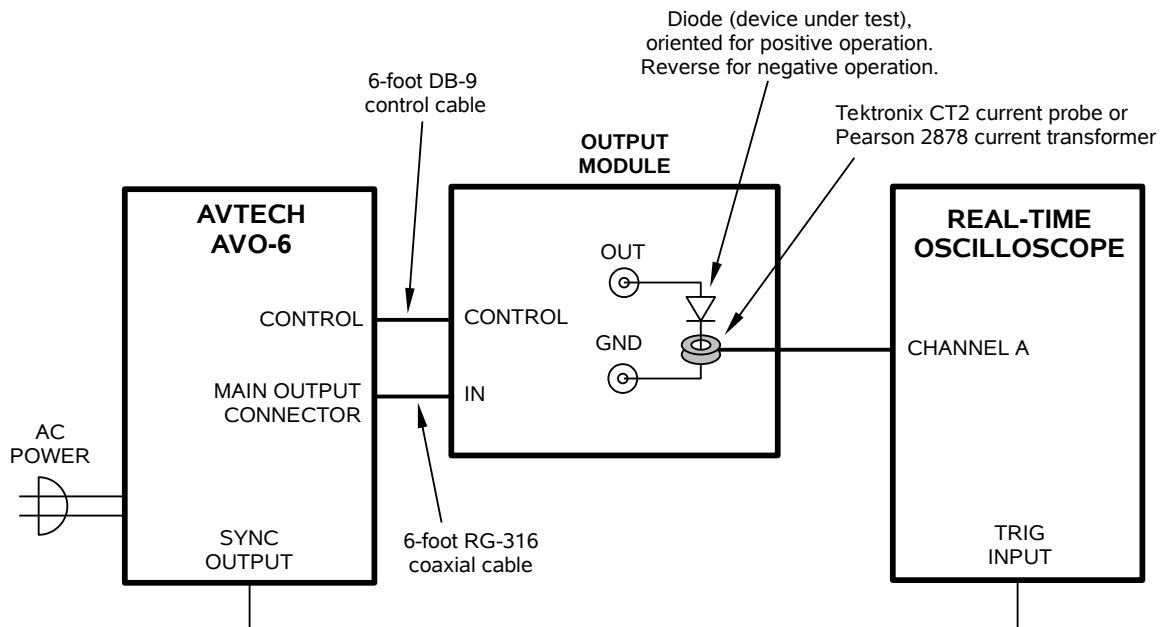 Diode (device under test),
oriented for positive operation.
Reverse for negative operation.
6-foot DB-9
control cable
Tektronix CT2 current probe or
Pearson 2878 current transformer
OUTPUT
MODULE
AVTECH
AVO-6
REAL-TIME
OSCILLOSCOPE
OUT
CONTROL
CONTROL
GND
CHANNEL A
MAIN OUTPUT
CONNECTOR
IN
AC
POWER
SYNC
OUTPUT
6-foot RG-316
coaxial cable
TRIG
INPUT